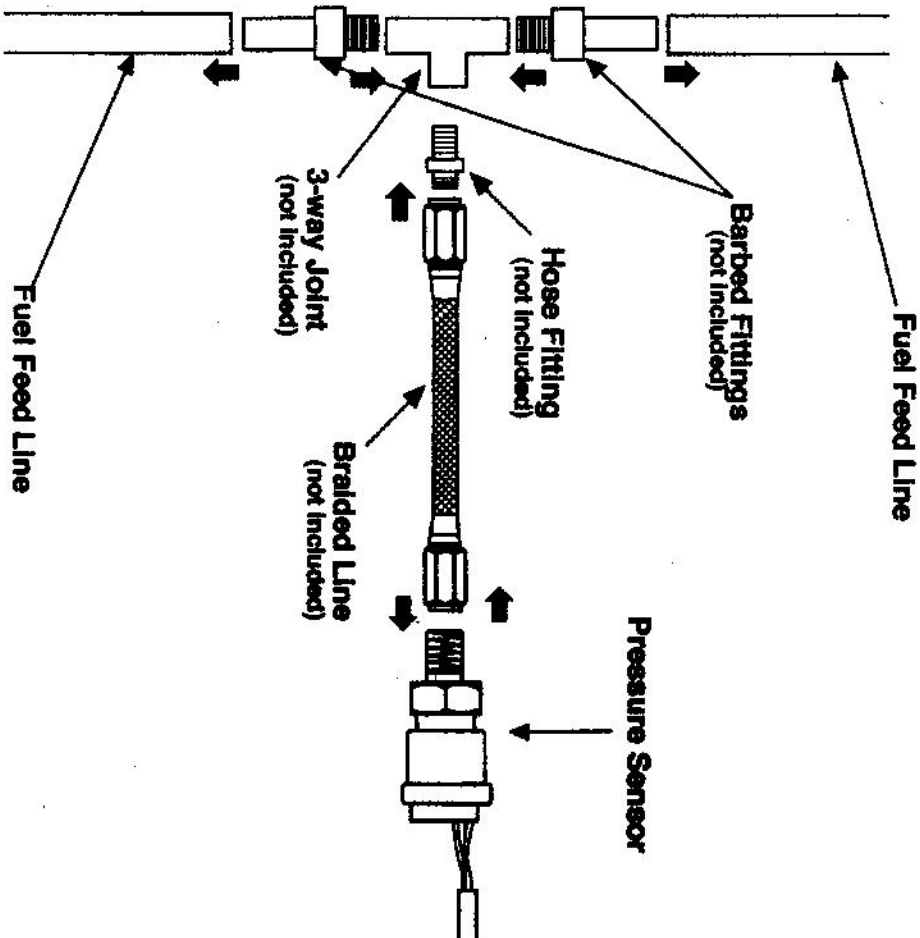 Fuel Feed Line
Barbed Fittings
(not included)
Hose Fitting
(not included)
3-way Joint
(not included)
Fuel Feed Line
Braided Line
(not included)
Pressure Sensor